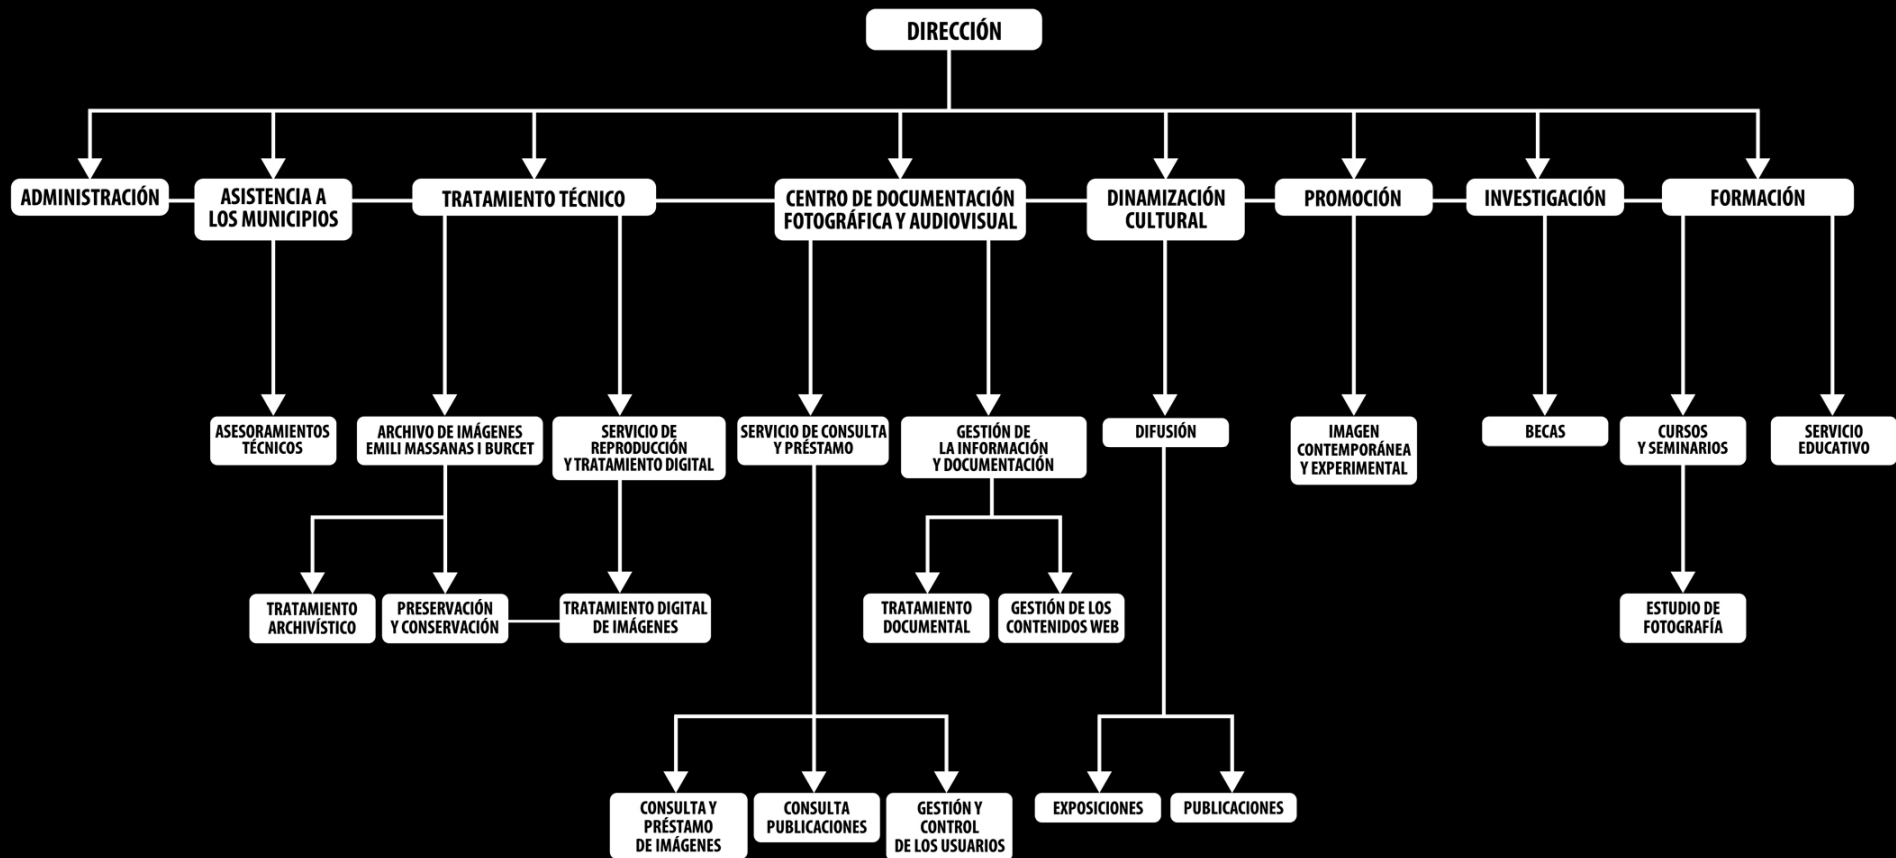 DIRECCIÓN
ADMINISTRACIÓN
ASISTENCIA A
LOS MUNICIPIOS
TRATAMIENTO TÉCNICO
CENTRO DE DOCUMENTACIÓN
FOTOGRÁFICA Y AUDIOVISUAL
DINAMIZACIÓN
CULTURAL
PROMOCIÓN
INVESTIGACIÓN
FORMACIÓN
ASESORAMIENTOS
TÉCNICOS
ARCHIVO DE IMÁGENES
EMILI MASSANAS I BURCET
SERVICIO DE
REPRODUCCIÓN
Y TRATAMIENTO DIGITAL
SERVICIO DE CONSULTA
Y PRÉSTAMO
GESTIÓN DE
LA INFORMACIÓN
Y DOCUMENTACIÓN
DIFUSIÓN
IMAGEN
CONTEMPORÁNEA
Y EXPERIMENTAL
BECAS
CURSOS
Y SEMINARIOS
SERVICIO
EDUCATIVO
TRATAMIENTO
ARCHIVÍSTICO
PRESERVACIÓN
Y CONSERVACIÓN
TRATAMIENTO DIGITAL
DE IMÁGENES
TRATAMIENTO
DOCUMENTAL
GESTIÓN DE LOS
CONTENIDOS WEB
ESTUDIO DE
FOTOGRAFÍA
CONSULTA Y
PRÉSTAMO
DE IMÁGENES
CONSULTA
PUBLICACIONES
GESTIÓN Y
CONTROL
DE LOS USUARIOS
EXPOSICIONES
PUBLICACIONES